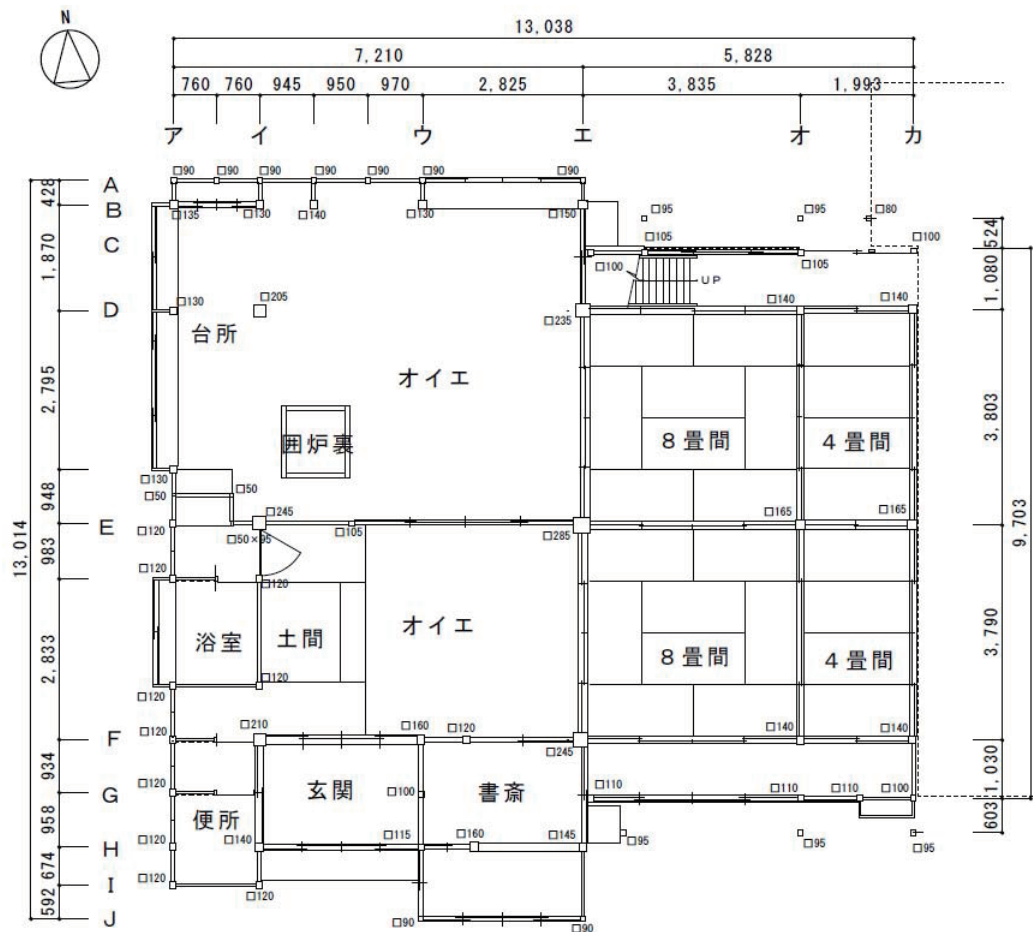 N
13,038
7,210 5,828
760 760 945 950 970 2,825 3,835 1,993
ア イ ウ エ オ カ
A □90 □90 □90 □90 □90 □90 □90
428
B □135 □130 □140 □130 □150 □95 □95 □80
524
C □105 □100
1,870 □100 UP □105 1,080
D □130 □205 □235 □140 □140
台所
オイエ
2,795 3,803
囲炉裏 8畳間 4畳間
□130
948 □50 □50
E □120 □245 □105 □285 □165 □165
□50×95
13,014 983 9,703
□120 □120
浴室 土間 オイエ 8畳間 4畳間
2,833 3,790
□120 □120
F □120 □210 □160 □120 □245 □140 □140
934 1,030
G □120 玄関 □100 書斎 □110 □110 □110 □100
958 便所 603
H □120 □140 □115 □160 □145 □95 □95 □95
674
I □120 □120
592
J □90 □90